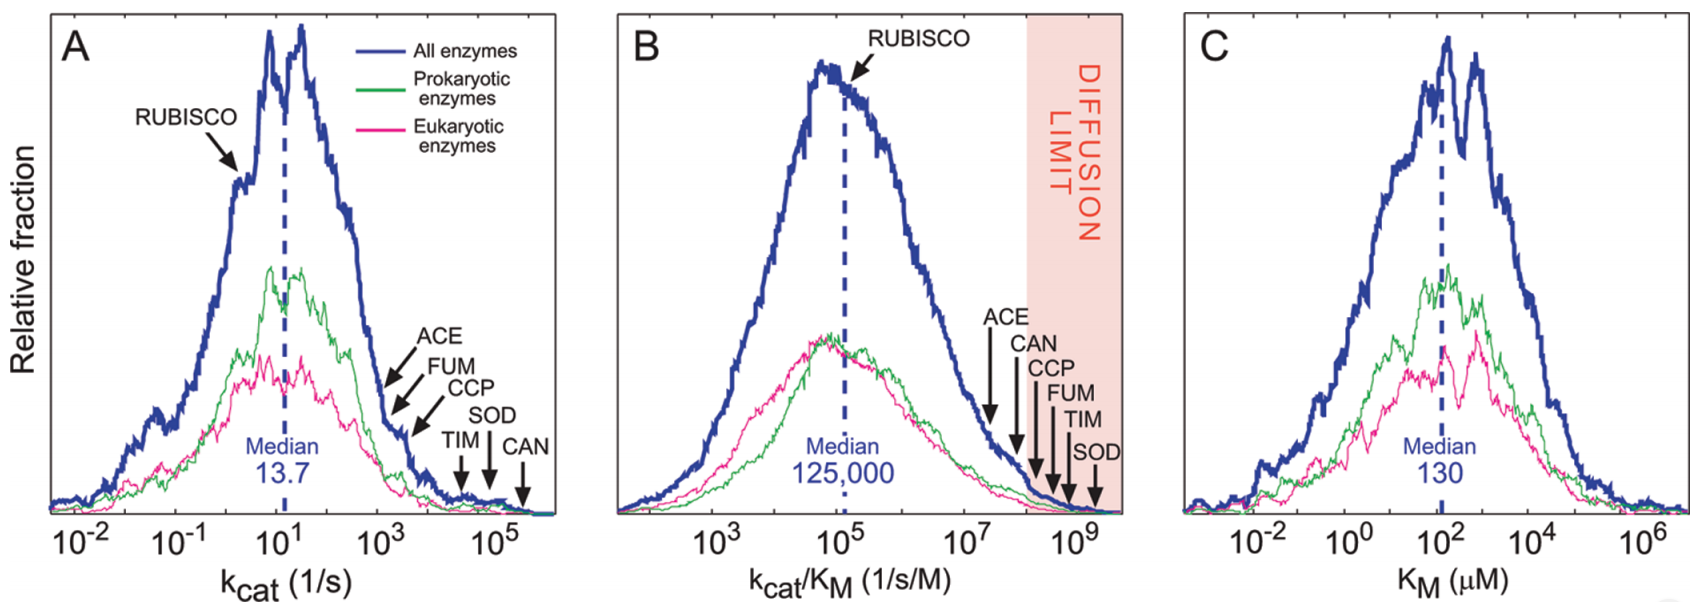 Relative fraction
A
All enzymes
Prokaryotic
enzymes
Eukaryotic
enzymes
RUBISCO
ACE
FUM
CCP
SOD
TIM
CAN
Median
13.7
10-2
10-1
101
103
105
kcat (1/s)
B
RUBISCO
DIFFUSION
LIMIT
ACE
CAN
CCP
FUM
TIM
SOD
Median
125,000
103
105
107
109
kcat/KM (1/s/M)
C
Median
130
10-2
100
102
104
106
KM (μM)